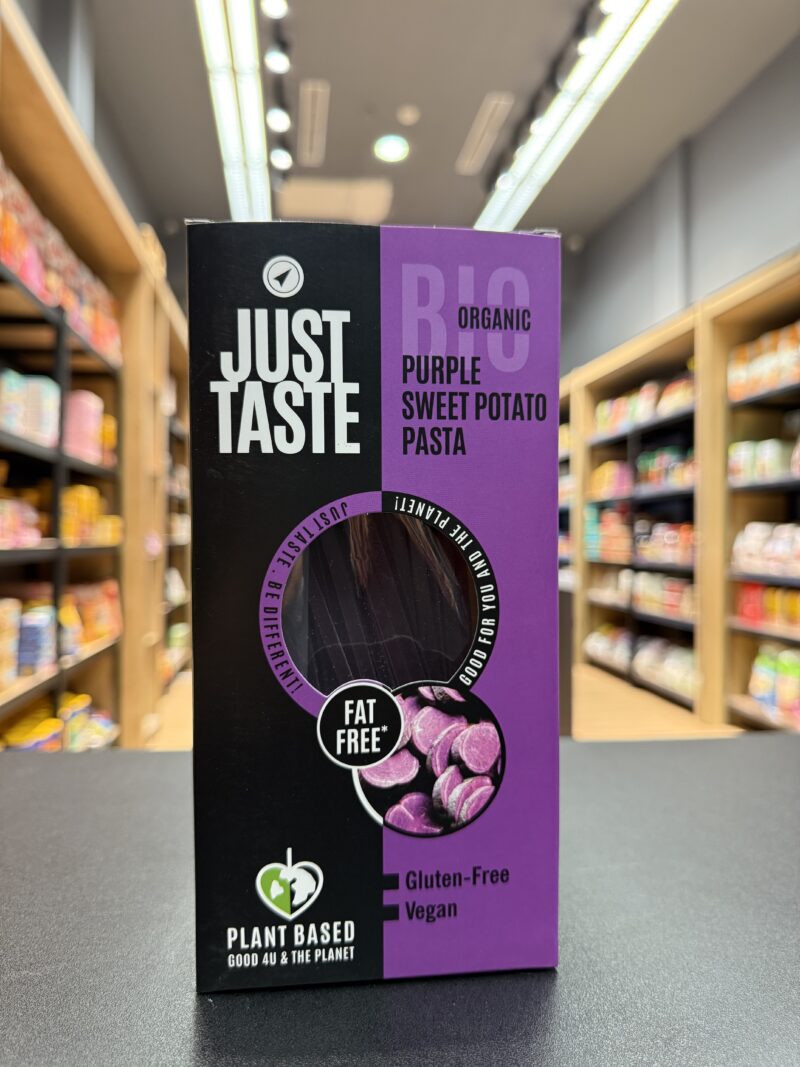 JUST
TASTE
BIO
ORGANIC
PURPLE
SWEET POTATO
PASTA
JUST TASTE . BE DIFFERENT!
GOOD FOR YOU AND THE PLANET!
FAT
FREE*
PLANT BASED
GOOD 4U & THE PLANET
Gluten-Free
Vegan